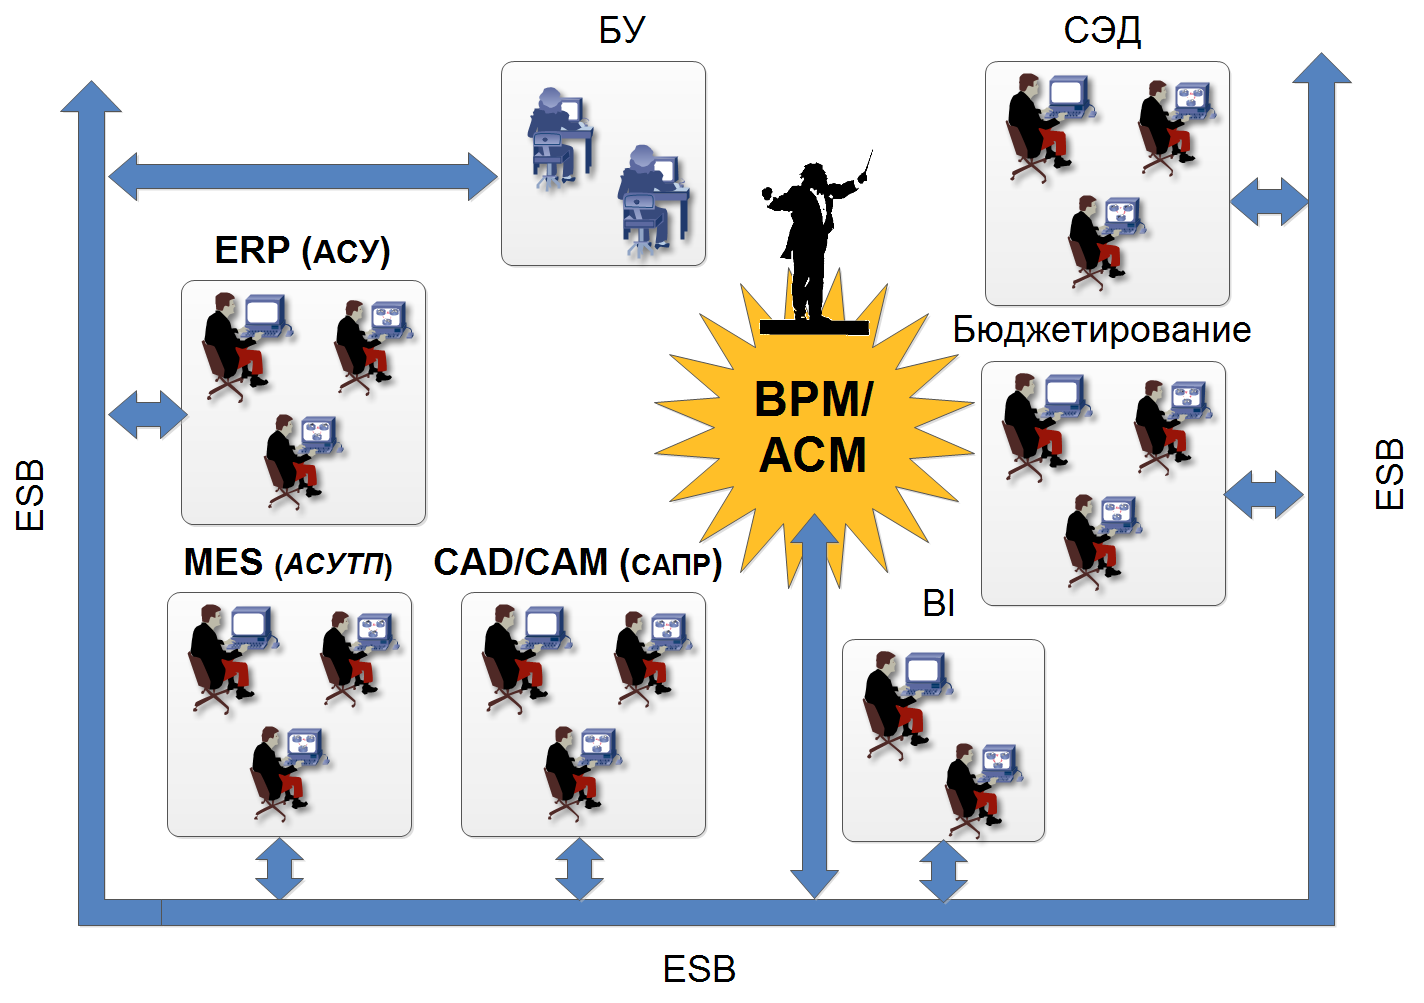 БУ
СЭД
ERP (АСУ)
Бюджетирование
BPM/
ACM
ESB
ESB
MES (АСУТП)
CAD/CAM (САПР)
BI
ESB